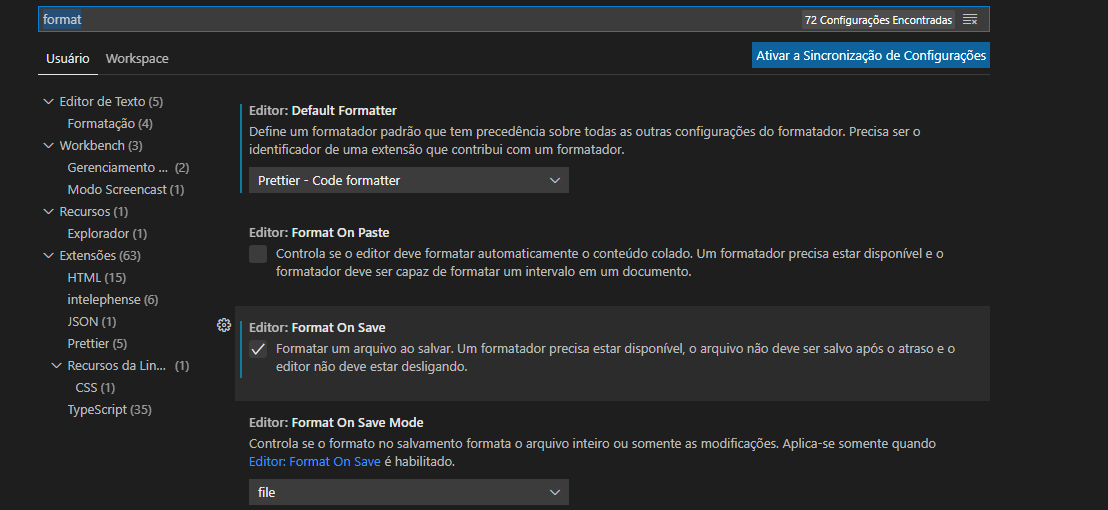 format
72 Configurações Encontradas
Usuário
Workspace
Ativar a Sincronização de Configurações
Editor de Texto (5)
Formatação (4)
Workbench (3)
Gerenciamento ... (2)
Modo Screencast (1)
Recursos (1)
Explorador (1)
Extensões (63)
HTML (15)
intelephense (6)
JSON (1)
Prettier (5)
Recursos da Lin... (1)
CSS (1)
TypeScript (35)
Editor: Default Formatter
Define um formatador padrão que tem precedência sobre todas as outras configurações do formatador. Precisa ser o
identificador de uma extensão que contribui com um formatador.
Prettier - Code formatter
Editor: Format On Paste
Controla se o editor deve formatar automaticamente o conteúdo colado. Um formatador precisa estar disponível e o
formatador deve ser capaz de formatar um intervalo em um documento.
Editor: Format On Save
Formatar um arquivo ao salvar. Um formatador precisa estar disponível, o arquivo não deve ser salvo após o atraso e o
editor não deve estar desligando.
Editor: Format On Save Mode
Controla se o formato no salvamento formata o arquivo inteiro ou somente as modificações. Aplica-se somente quando
Editor: Format On Save é habilitado.
file